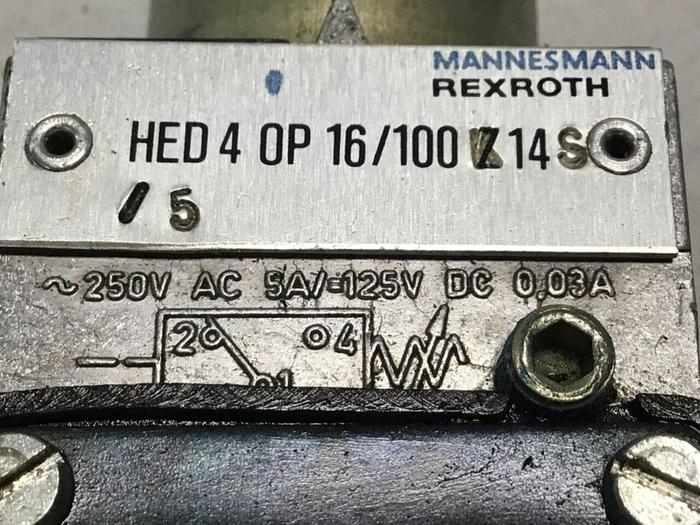 MANNESMANN
REXROTH
HED 4 OP 16/100 14 S
/ 5
~250V AC 5A/=125V DC 0,03A
2 4
1